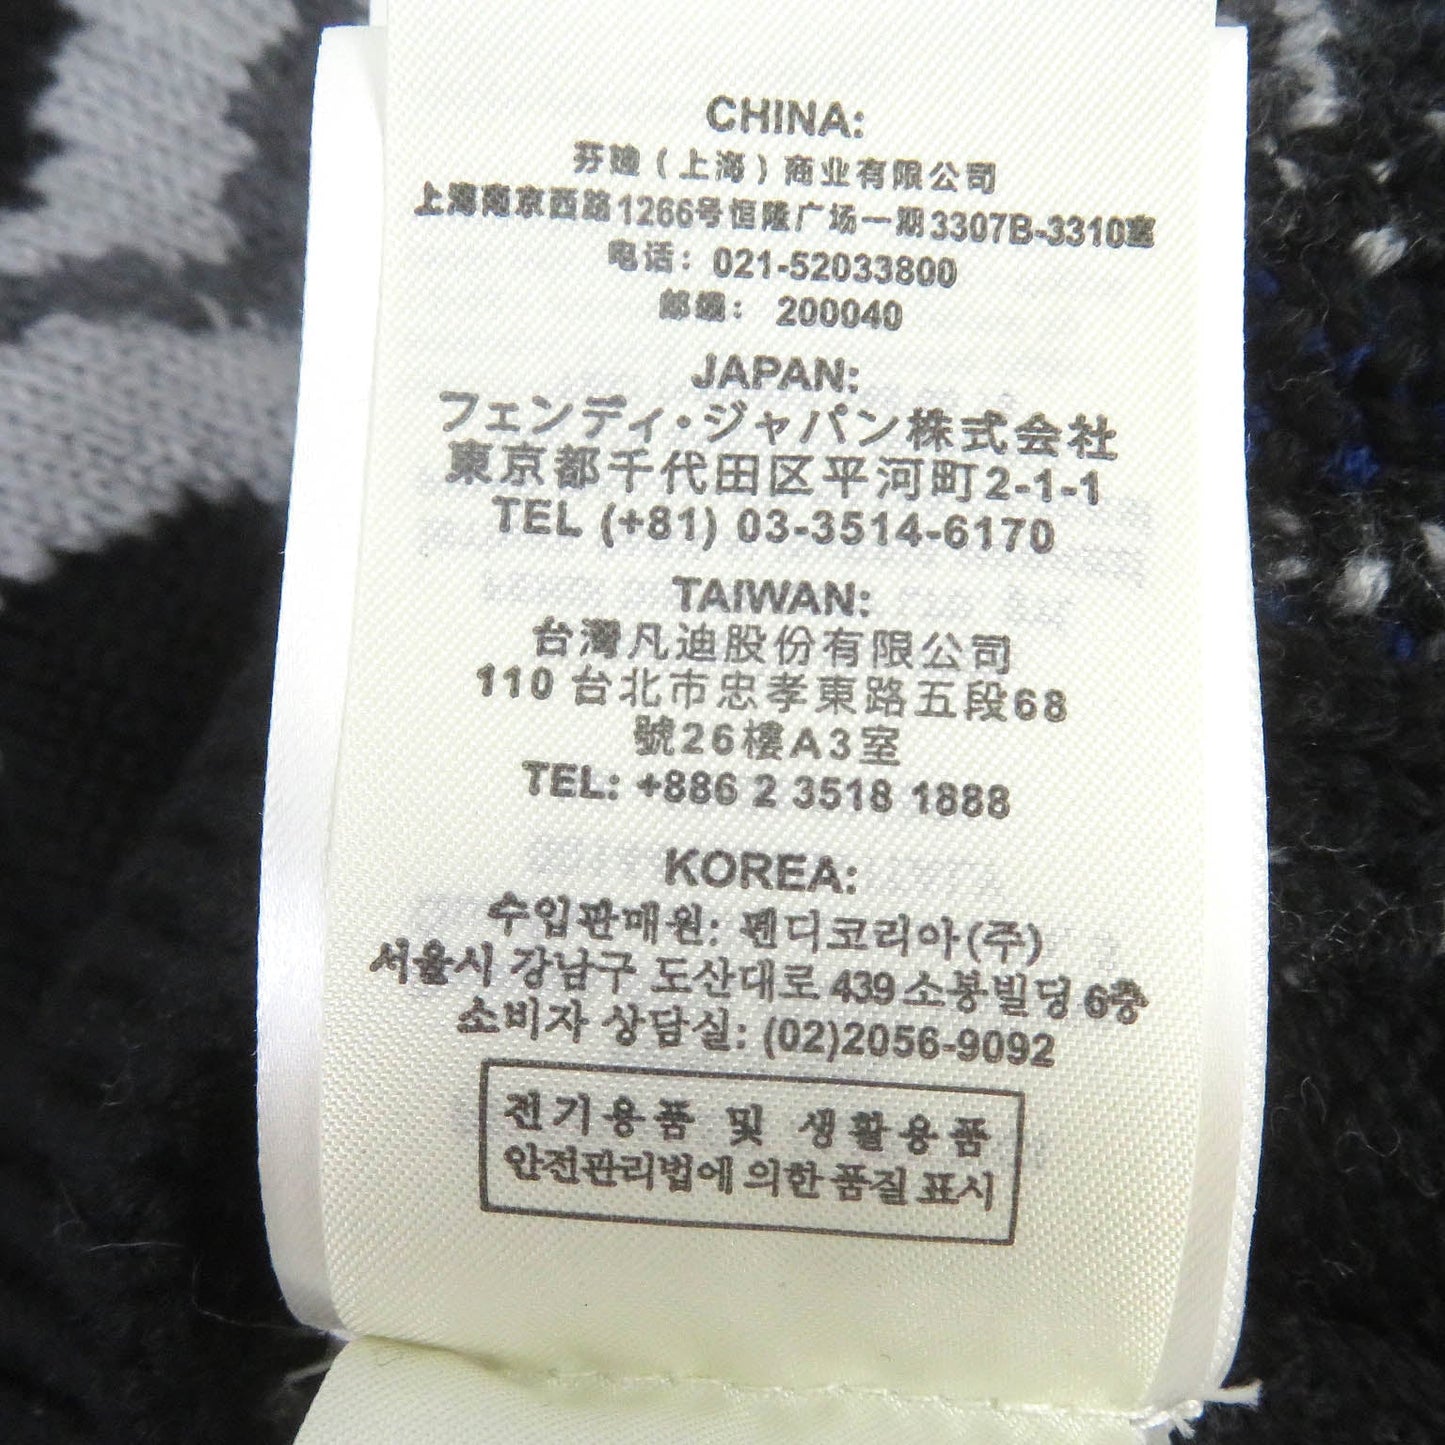 CHINA:
芬迪（上海）商业有限公司
上海南京西路1266号恒隆广场一期3307B-3310室
电话：021-52033800
邮编： 200040
JAPAN:
フェンディ・ジャパン株式会社
東京都千代田区平河町2-1-1
TEL (+81) 03-3514-6170
TAIWAN:
台灣凡迪股份有限公司
110 台北市忠孝東路五段68
號26樓A3室
TEL: +886 2 3518 1888
KOREA:
수입판매원: 펜디코리아(주)
서울시 강남구 도산대로 439 소봉빌딩 6층
소비자 상담실: (02)2056-9092
전기용품 및 생활용품
안전관리법에 의한 품질 표시